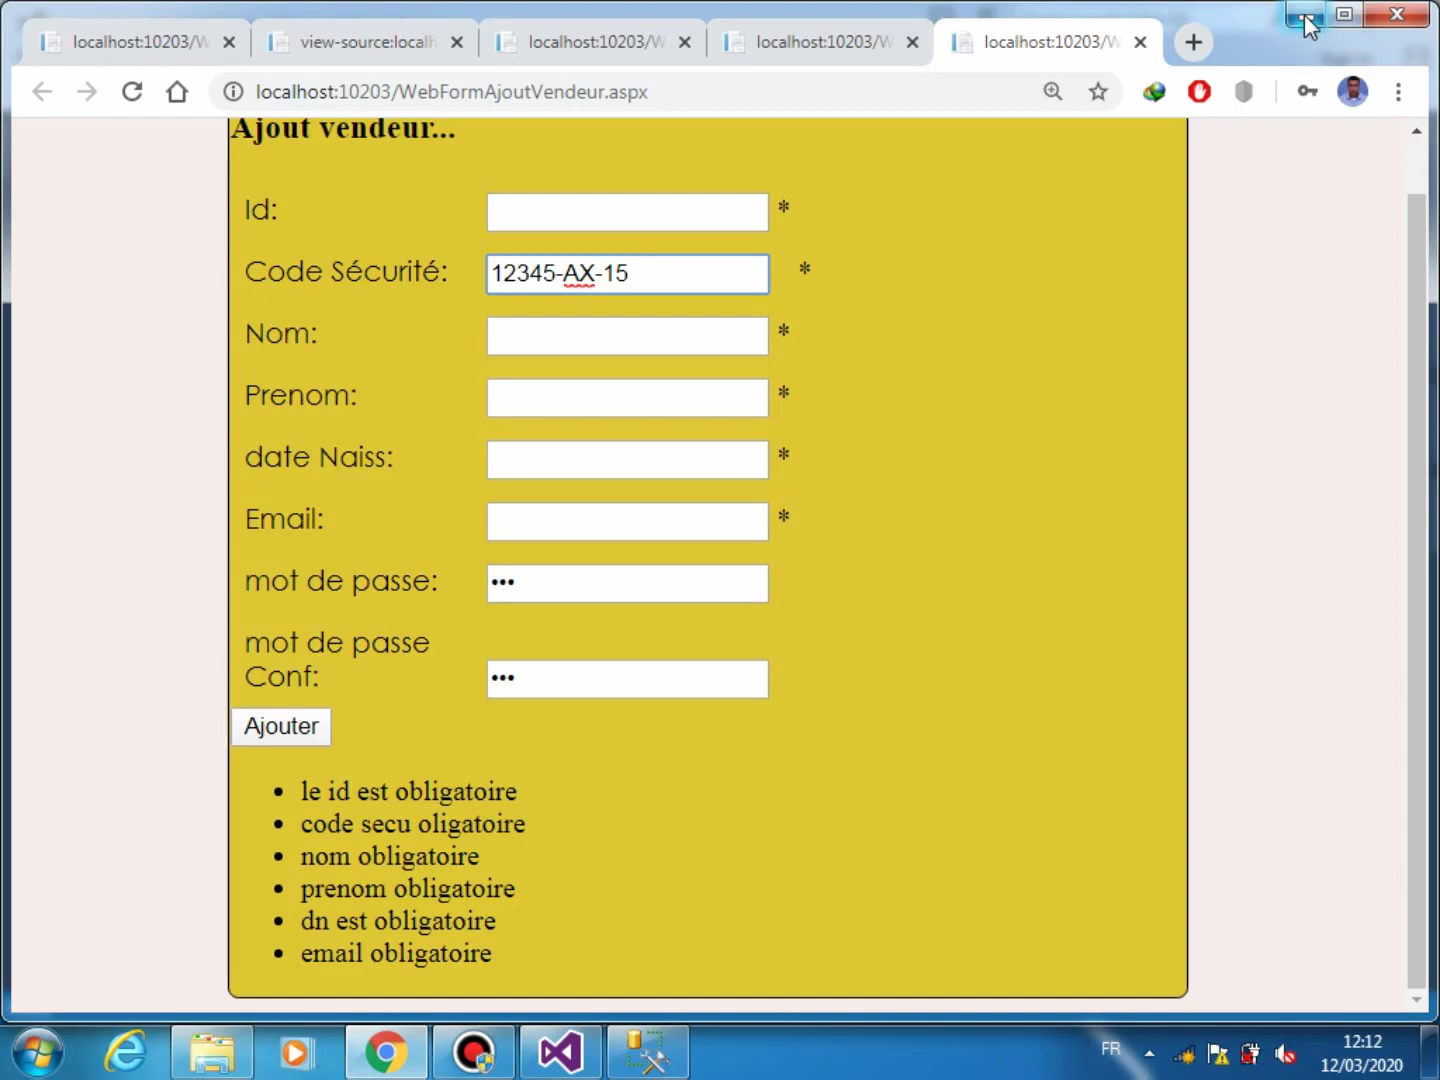 localhost:10203/W
view-source:localh
localhost:10203/W
localhost:10203/W
localhost:10203/W
localhost:10203/WebFormAjoutVendeur.aspx
Ajout vendeur...
Id: *
Code Sécurité: 12345-AX-15 *
Nom: *
Prenom: *
date Naiss: *
Email: *
mot de passe: •••
mot de passe
Conf: •••
Ajouter
• le id est obligatoire
• code secu oligatoire
• nom obligatoire
• prenom obligatoire
• dn est obligatoire
• email obligatoire
FR
12:12
12/03/2020